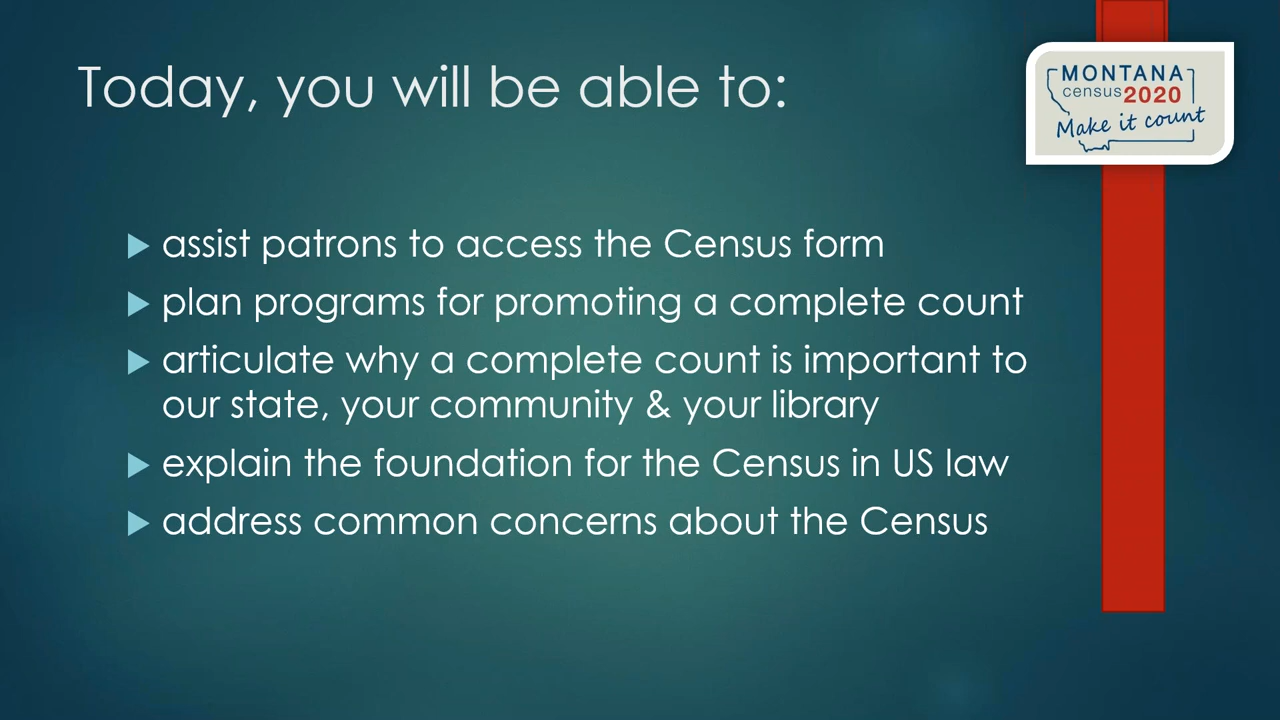 Today, you will be able to:
MONTANA
census2020
Make it count
assist patrons to access the Census form
plan programs for promoting a complete count
articulate why a complete count is important to
our state, your community & your library
explain the foundation for the Census in US law
address common concerns about the Census